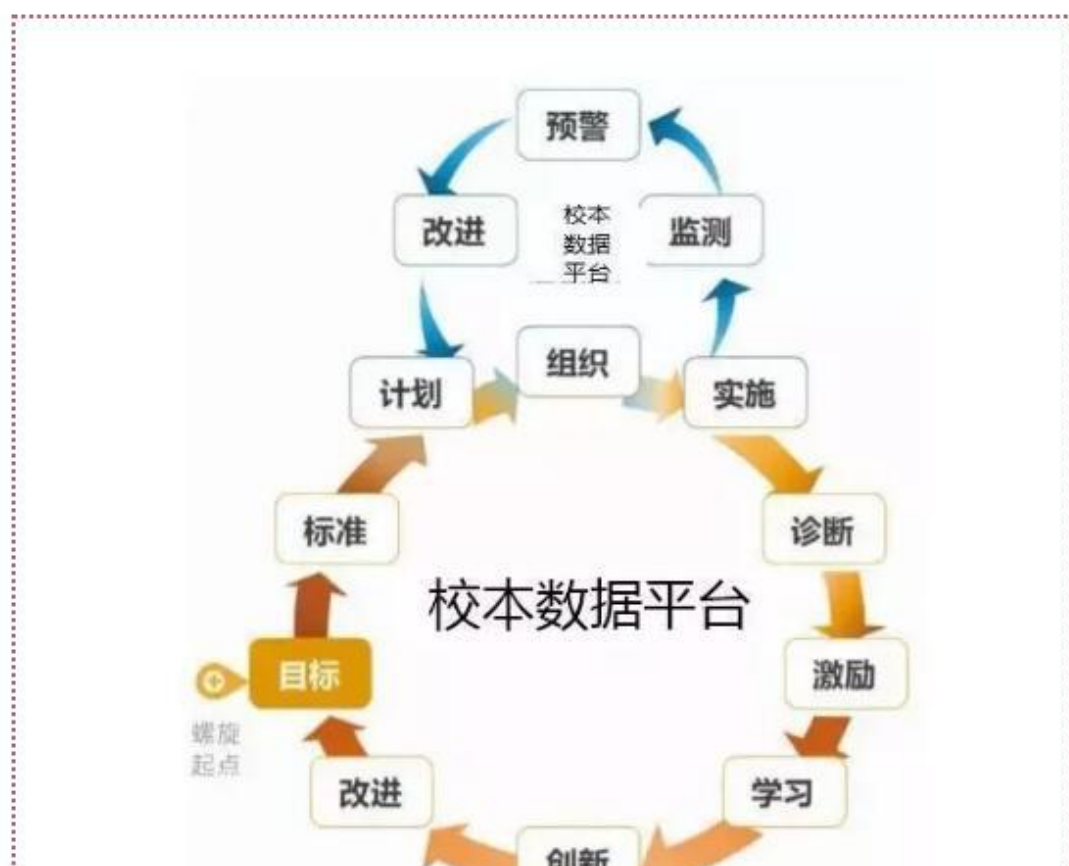 预警
改进
校本
数据
平台
监测
计划
组织
实施
标准
诊断
校本数据平台
目标
激励
螺旋
起点
改进
学习
创新